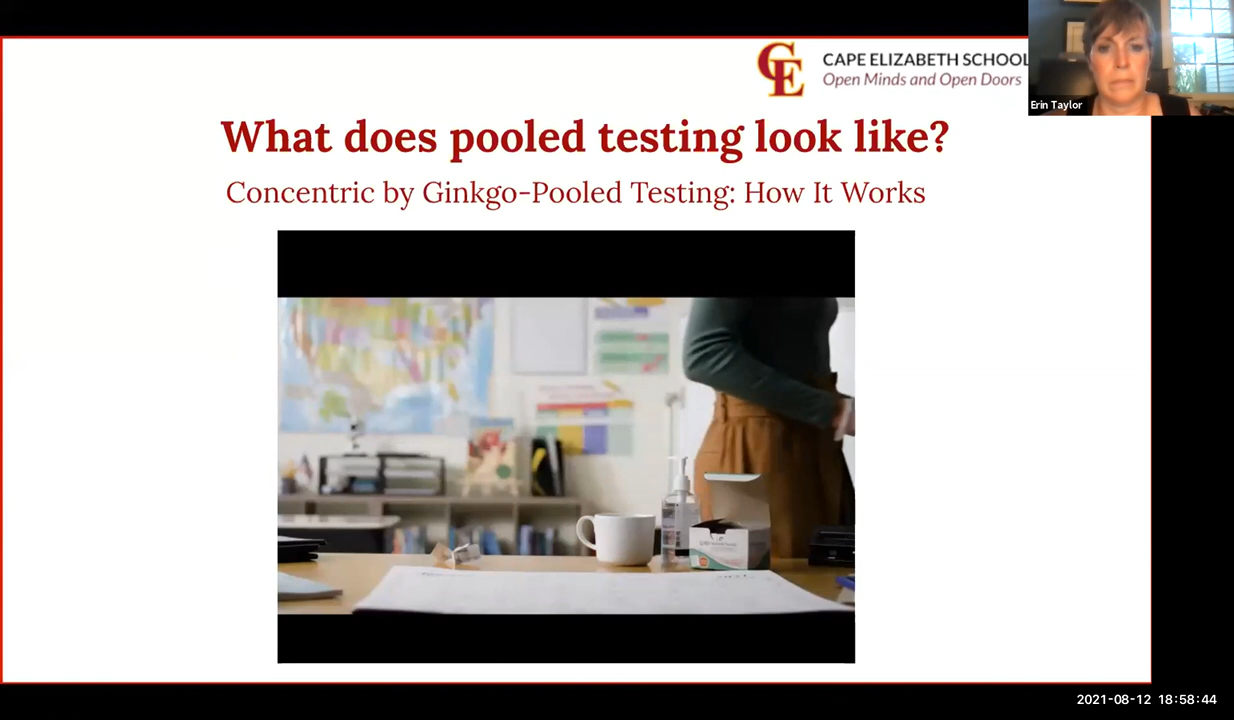 CAPE ELIZABETH SCHOOL
Open Minds and Open Doors
Erin Taylor
What does pooled testing look like?
Concentric by Ginkgo-Pooled Testing: How It Works
2021-08-12 18:58:44